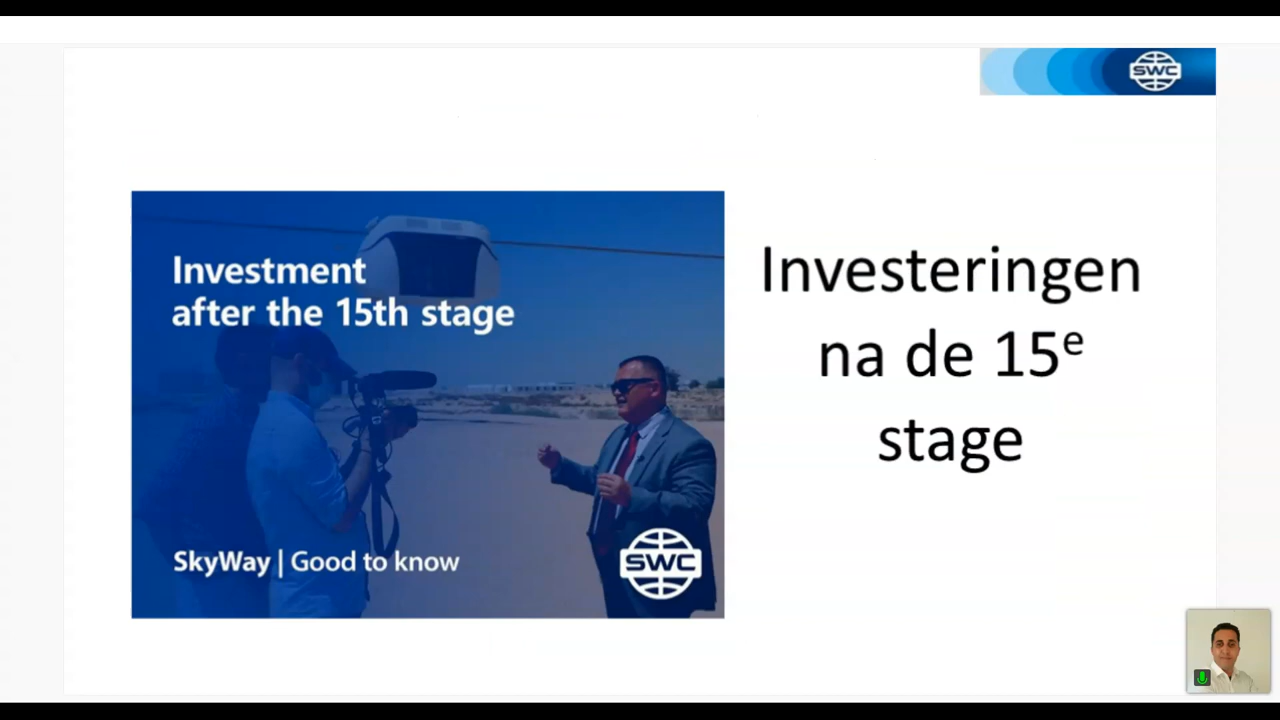 SWC
Investment
after the 15th stage
SkyWay | Good to know
SWC
Investeringen
na de 15e
stage